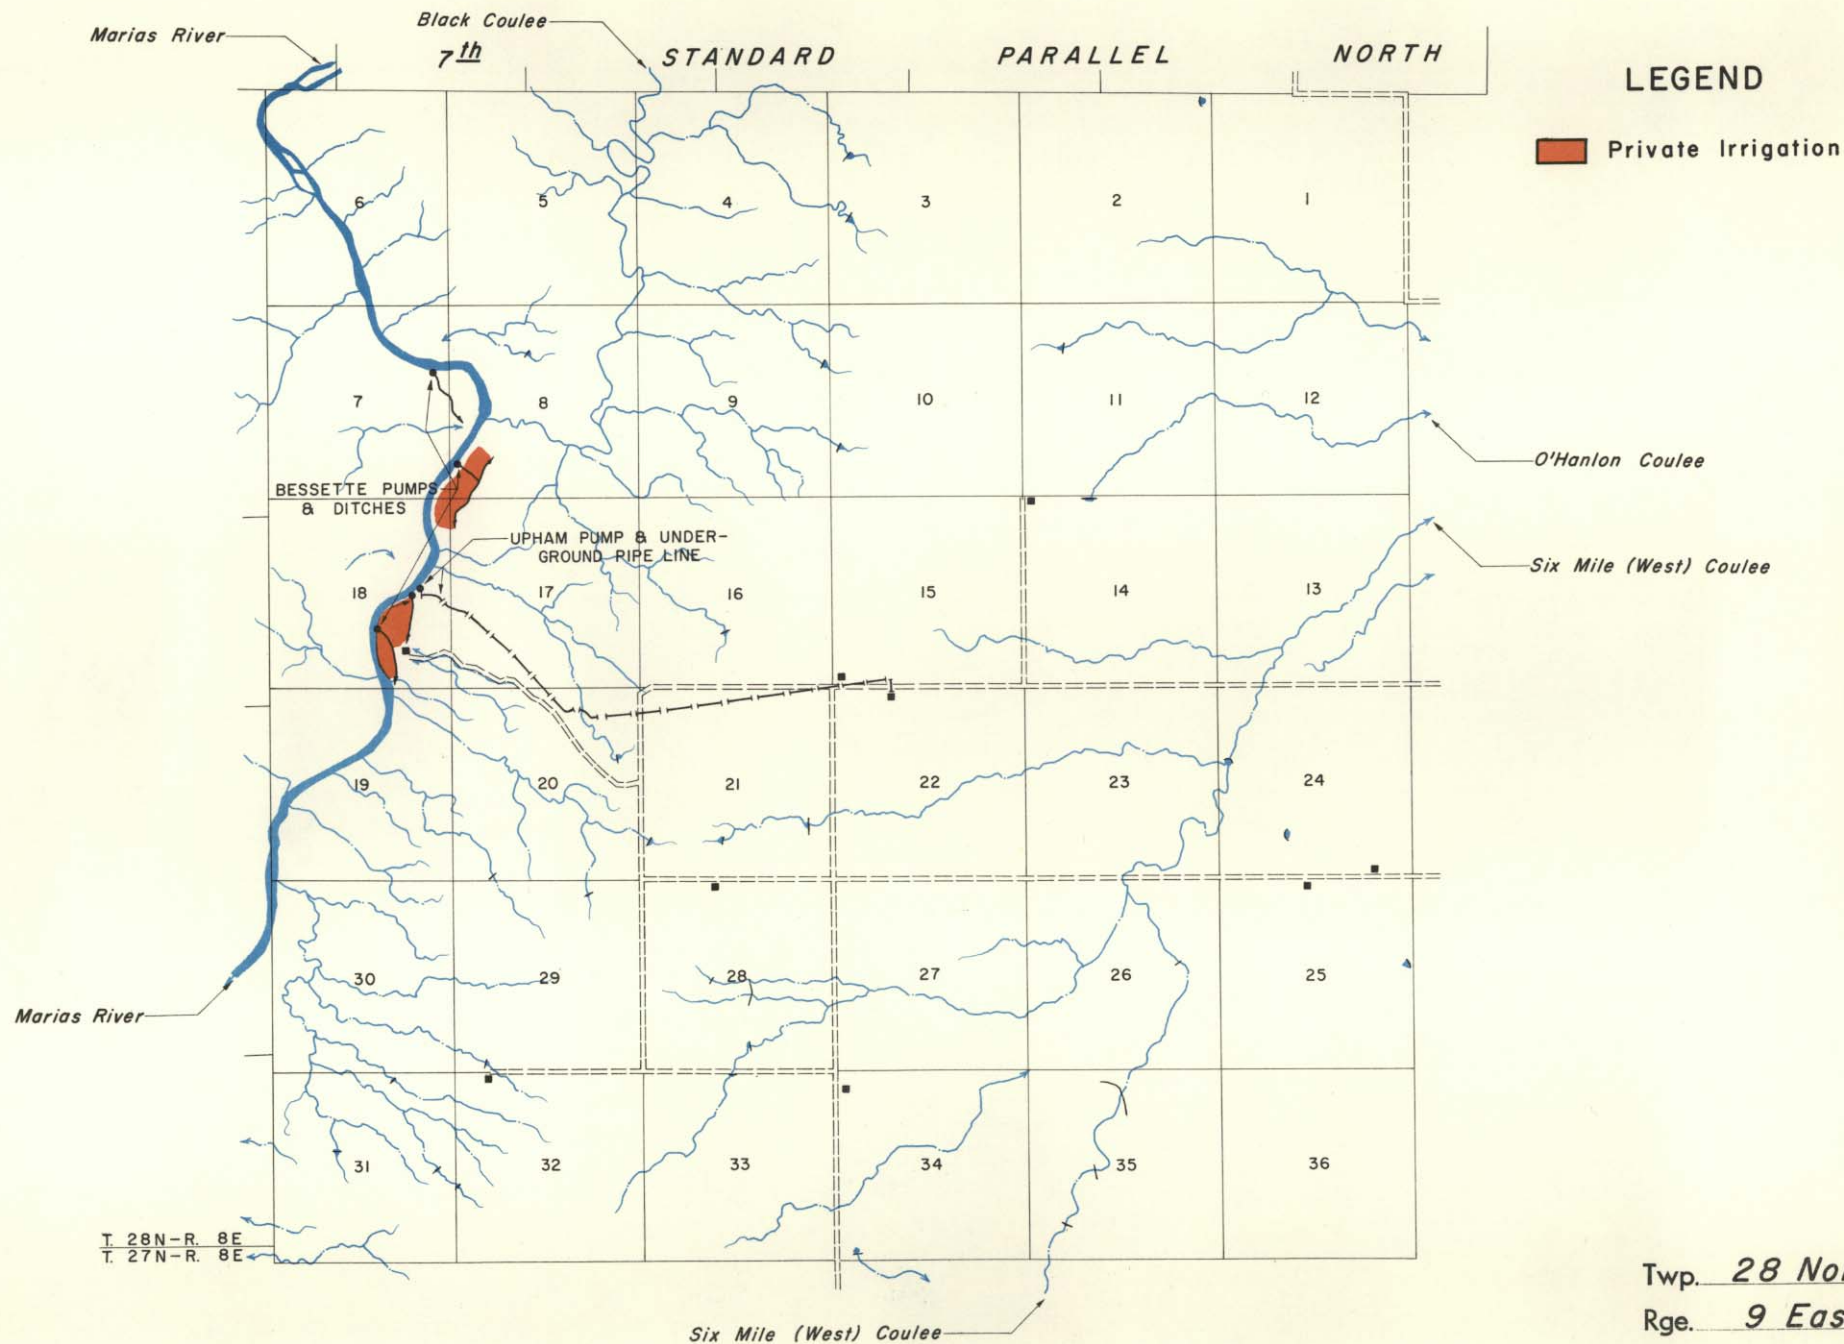 Marias River
Black Coulee
7th STANDARD PARALLEL NORTH
LEGEND
Private Irrigation
6 5 4 3 2 1
7 8 9 10 11 12
O'Hanlon Coulee
BESSETTE PUMPS
& DITCHES
UPHAM PUMP & UNDER-
GROUND PIPE LINE
Six Mile (West) Coulee
18 17 16 15 14 13
19 20 21 22 23 24
30 29 28 27 26 25
Marias River
31 32 33 34 35 36
T. 28N-R. 8E
T. 27N-R. 8E
Twp. 28 Nor
Rge. 9 Eas
Six Mile (West) Coulee